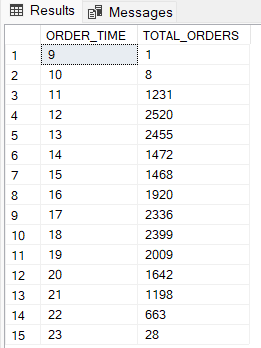 Results Messages
ORDER_TIME TOTAL_ORDERS
1 9 1
2 10 8
3 11 1231
4 12 2520
5 13 2455
6 14 1472
7 15 1468
8 16 1920
9 17 2336
10 18 2399
11 19 2009
12 20 1642
13 21 1198
14 22 663
15 23 28